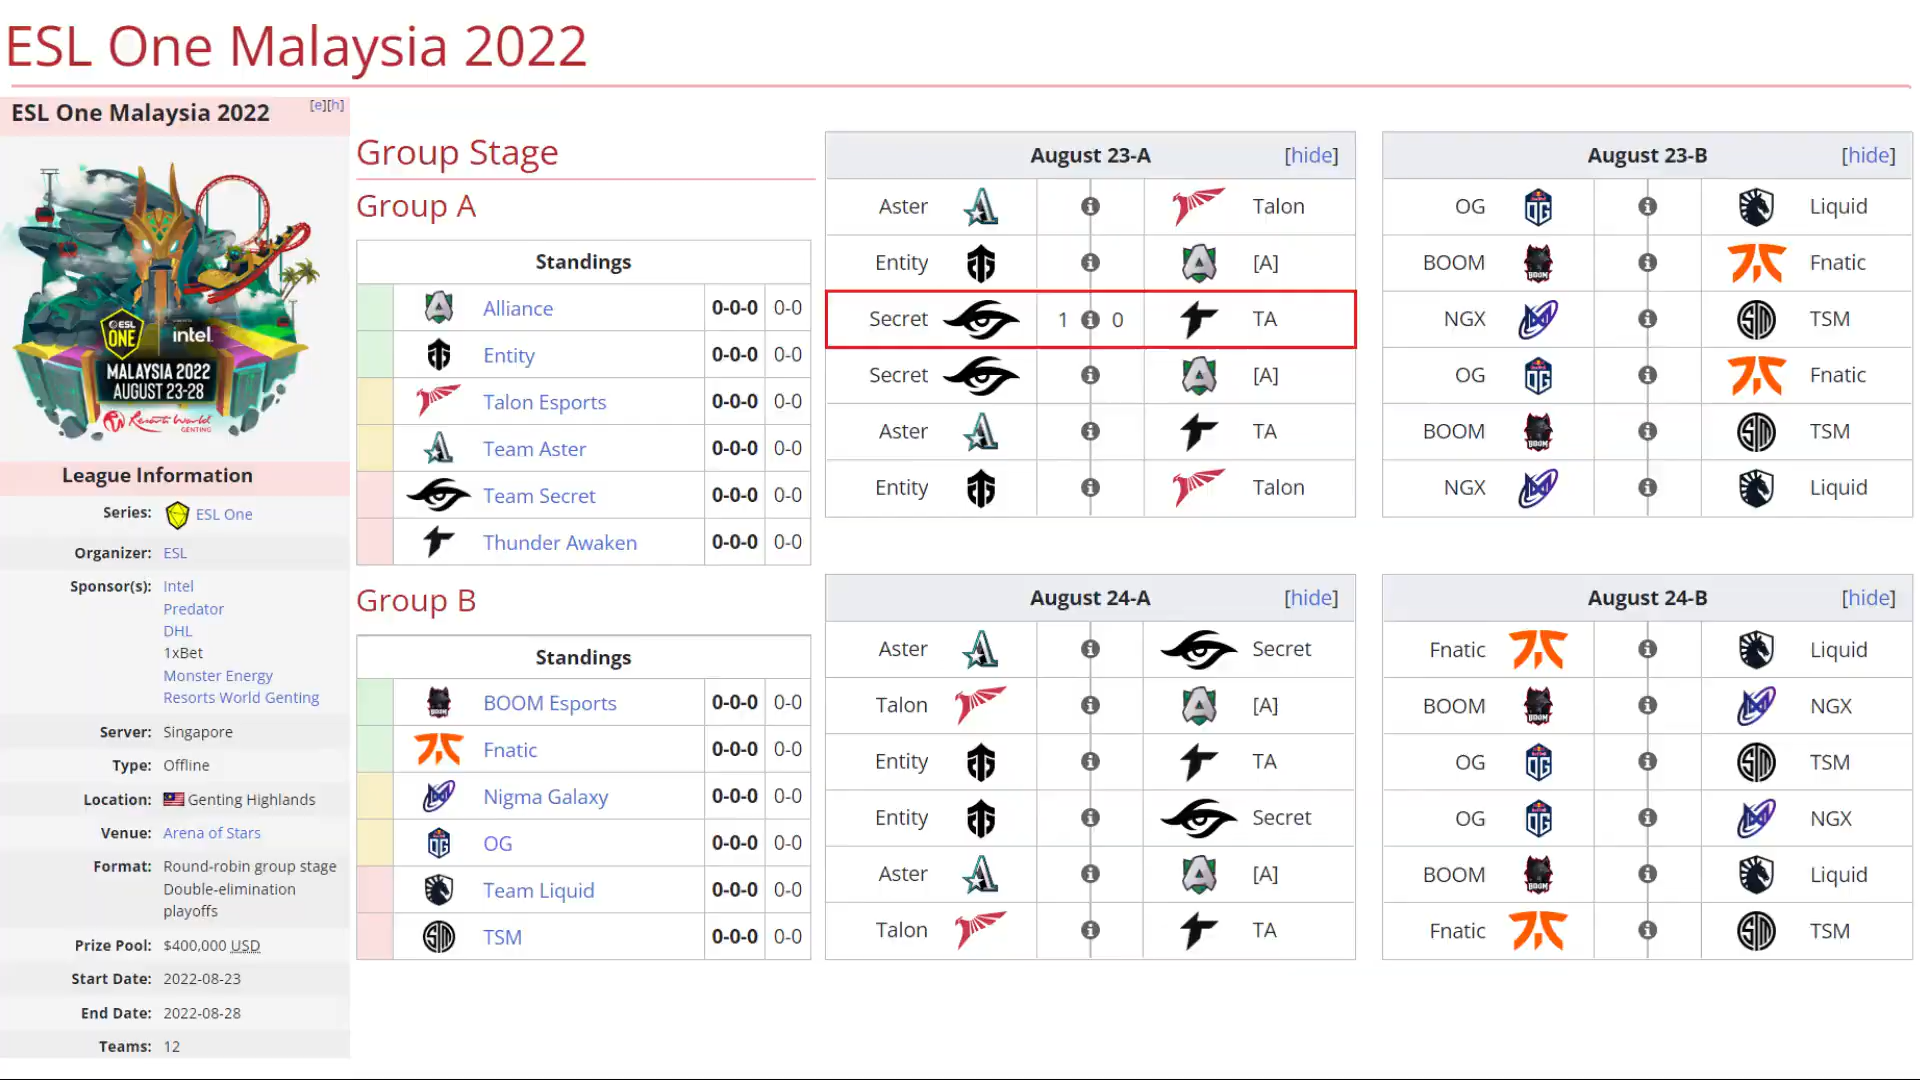 ESL One Malaysia 2022
ESL One Malaysia 2022 [e][h]
ESL ONE intel.
MALAYSIA 2022
AUGUST 23-28
Resorts World
GENTING
League Information
Series: ESL One
Organizer: ESL
Sponsor(s): Intel
Predator
DHL
1xBet
Monster Energy
Resorts World Genting
Server: Singapore
Type: Offline
Location: Genting Highlands
Venue: Arena of Stars
Format: Round-robin group stage
Double-elimination
playoffs
Prize Pool: $400,000 USD
Start Date: 2022-08-23
End Date: 2022-08-28
Teams: 12
Group Stage
Group A
Standings
Alliance 0-0-0 0-0
Entity 0-0-0 0-0
Talon Esports 0-0-0 0-0
Team Aster 0-0-0 0-0
Team Secret 0-0-0 0-0
Thunder Awaken 0-0-0 0-0
Group B
Standings
BOOM Esports 0-0-0 0-0
Fnatic 0-0-0 0-0
Nigma Galaxy 0-0-0 0-0
OG 0-0-0 0-0
Team Liquid 0-0-0 0-0
TSM 0-0-0 0-0
August 23-A [hide]
Aster Talon
Entity [A]
Secret 1 0 TA
Secret [A]
Aster TA
Entity Talon
August 23-B [hide]
OG Liquid
BOOM Fnatic
NGX TSM
OG Fnatic
BOOM TSM
NGX Liquid
August 24-A [hide]
Aster Secret
Talon [A]
Entity TA
Entity Secret
Aster [A]
Talon TA
August 24-B [hide]
Fnatic Liquid
BOOM NGX
OG TSM
OG NGX
BOOM Liquid
Fnatic TSM